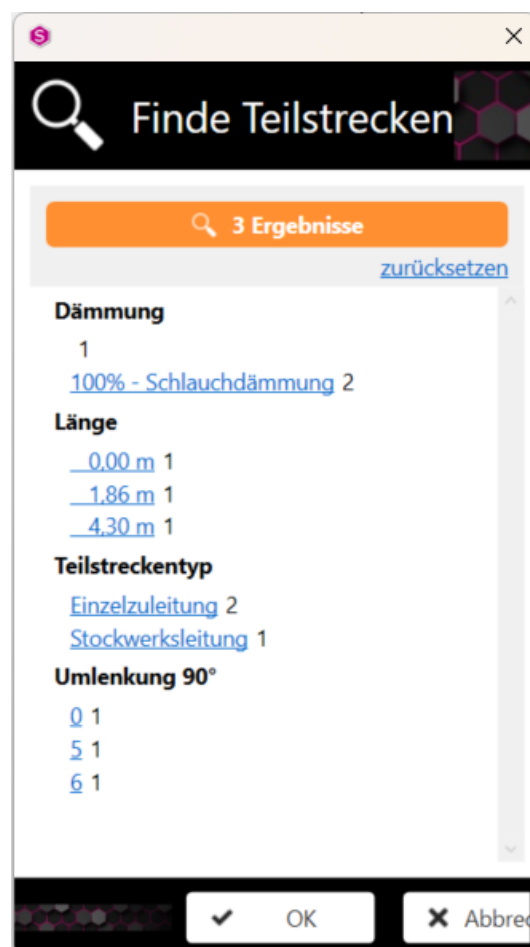 S
Finde Teilstrecken
3 Ergebnisse
zurücksetzen
Dämmung
1
100% - Schlauchdämmung 2
Länge
0,00 m 1
1,86 m 1
4,30 m 1
Teilstreckentyp
Einzelzuleitung 2
Stockwerksleitung 1
Umlenkung 90°
0 1
5 1
6 1
OK
Abbrec